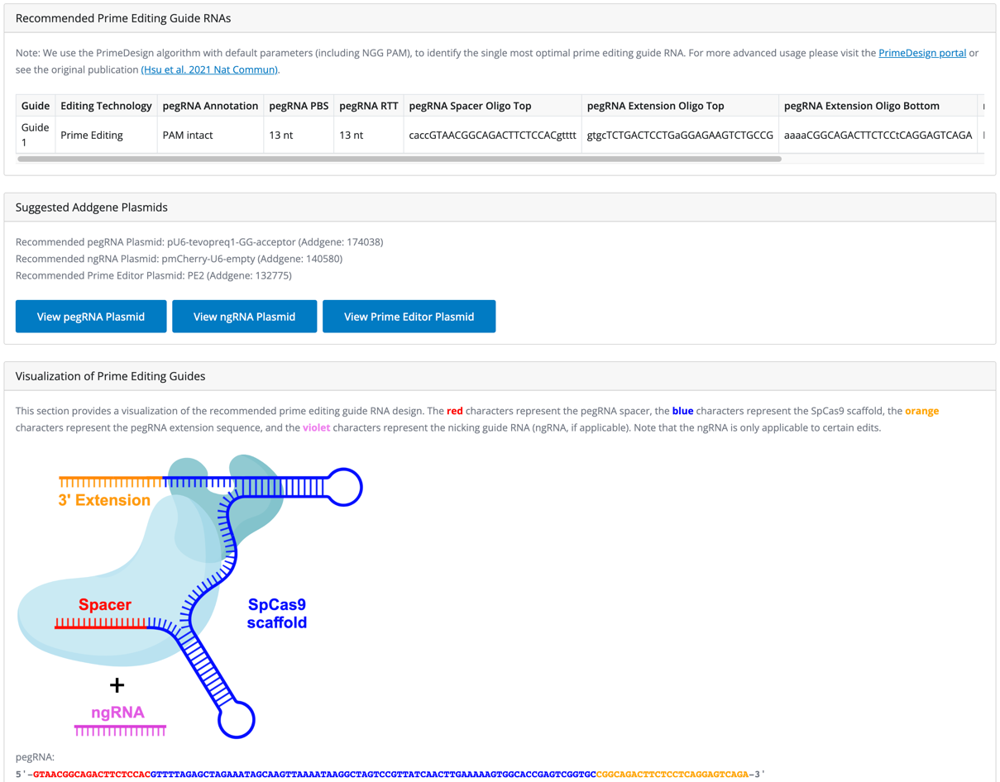 Recommended Prime Editing Guide RNAs
Note: We use the PrimeDesign algorithm with default parameters (including NGG PAM), to identify the single most optimal prime editing guide RNA. For more advanced usage please visit the PrimeDesign portal or
see the original publication (Hsu et al. 2021 Nat Commun).
Guide Editing Technology pegRNA Annotation pegRNA PBS pegRNA RTT pegRNA Spacer Oligo Top pegRNA Extension Oligo Top pegRNA Extension Oligo Bottom
Guide 1 Prime Editing PAM intact 13 nt 13 nt caccGTAACGGCAGACTTCTCCACgtttt gtgcTCTGACTCCTGaGGAGAAGTCTGCCG aaaaCGGCAGACTTCTCCtCAGGAGTCAGA
Suggested Addgene Plasmids
Recommended pegRNA Plasmid: pU6-tevopreq1-GG-acceptor (Addgene: 174038)
Recommended ngRNA Plasmid: pmCherry-U6-empty (Addgene: 140580)
Recommended Prime Editor Plasmid: PE2 (Addgene: 132775)
View pegRNA Plasmid View ngRNA Plasmid View Prime Editor Plasmid
Visualization of Prime Editing Guides
This section provides a visualization of the recommended prime editing guide RNA design. The red characters represent the pegRNA spacer, the blue characters represent the SpCas9 scaffold, the orange
characters represent the pegRNA extension sequence, and the violet characters represent the nicking guide RNA (ngRNA, if applicable). Note that the ngRNA is only applicable to certain edits.
3' Extension
Spacer
SpCas9
scaffold
+
ngRNA
pegRNA:
5'-GTAACGGCAGACTTCTCCACGTTTTAGAGCTAGAAATAGCAAGTTAAAATAAGGCTAGTCCGTTATCAACTTGAAAAAGTGGCACCGAGTCGGTGCCGGCAGACTTCTCCTCAGGAGTCAGA-3'